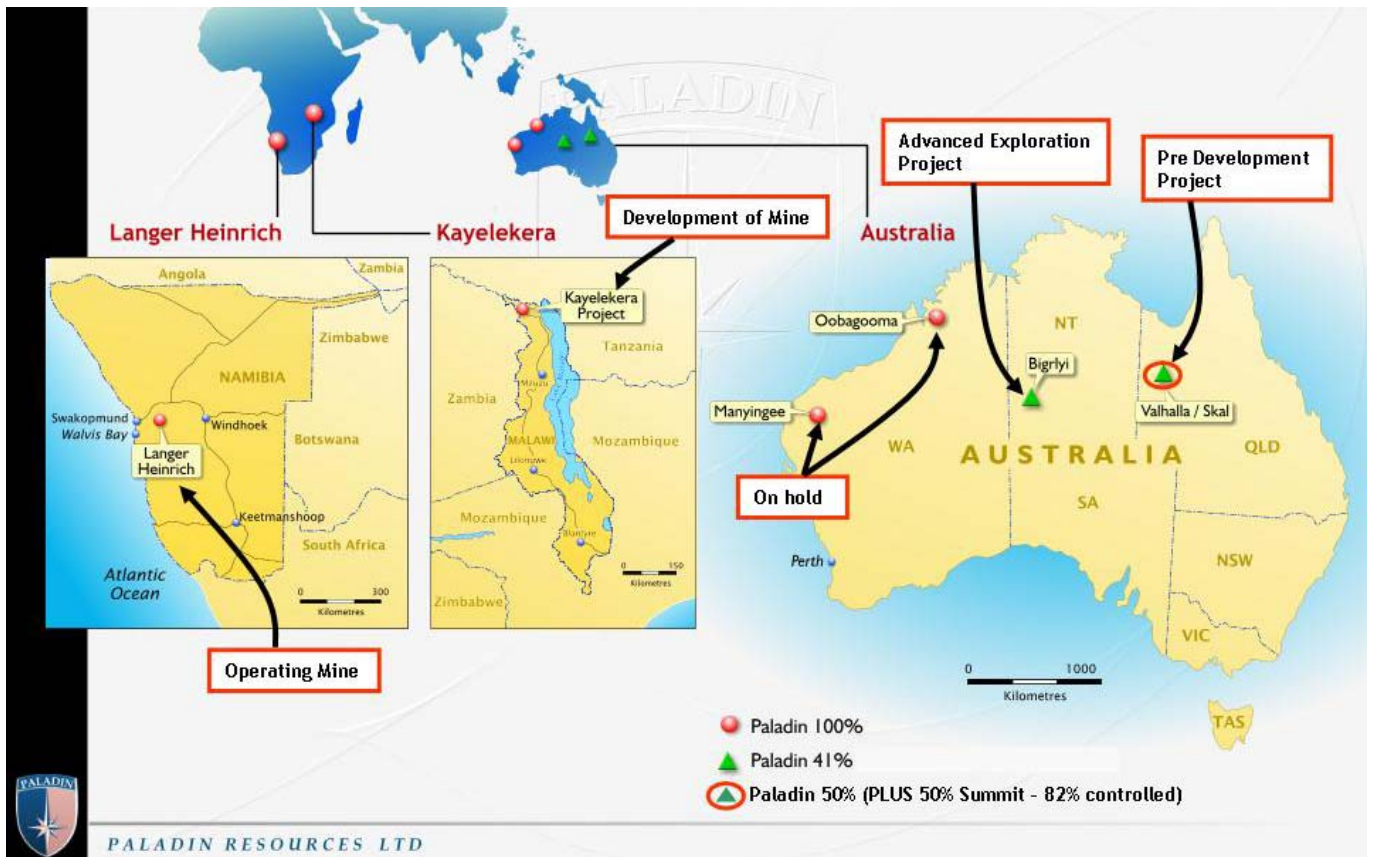 PALADIN
Advanced Exploration
Project
Pre Development
Project
Development of Mine
Langer Heinrich
Kayelekera
Australia
Angola
Zambia
Zimbabwe
NAMIBIA
Swakopmund
Walvis Bay
Windhoek
Botswana
Langer
Heinrich
Keetmanshoop
South Africa
Atlantic
Ocean
0 300
Kilometres
Operating Mine
Kayelekera
Project
Tanzania
Mzuzu
Zambia
MALAWI
Mozambique
Lilongwe
Mozambique
Blantyre
0 150
Kilometres
Zimbabwe
Oobagooma
NT
Bigrlyi
Manyingee
Valhalla / Skal
WA
AUSTRALIA
QLD
On hold
SA
Perth
NSW
VIC
0 1000
Kilometres
TAS
Paladin 100%
Paladin 41%
Paladin 50% (PLUS 50% Summit - 82% controlled)
PALADIN
PALADIN RESOURCES LTD